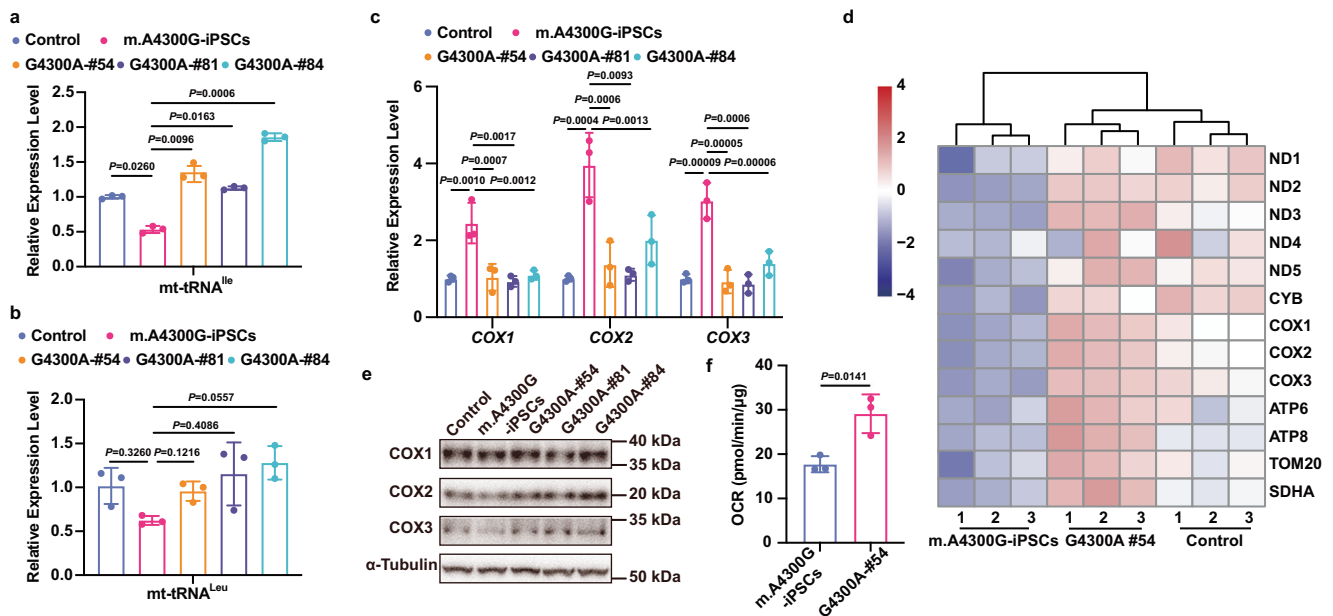 a
Control m.A4300G-iPSCs
G4300A-#54 G4300A-#81 G4300A-#84
Relative Expression Level
2.5
2.0
1.5
1.0
0.5
0.0
P=0.0006
P=0.0163
P=0.0096
P=0.0260
mt-tRNA^Ile
b
Control m.A4300G-iPSCs
G4300A-#54 G4300A-#81 G4300A-#84
Relative Expression Level
2.0
1.5
1.0
0.5
0.0
P=0.0557
P=0.4086
P=0.3260 P=0.1216
mt-tRNA^Leu
c
Control m.A4300G-iPSCs
G4300A-#54 G4300A-#81 G4300A-#84
Relative Expression Level
6
4
2
0
P=0.0093
P=0.0006
P=0.0004 P=0.0013
P=0.0017
P=0.0007
P=0.0010 P=0.0012
P=0.0006
P=0.00005
P=0.00009 P=0.00006
COX1 COX2 COX3
d
4
2
0
−2
−4
ND1
ND2
ND3
ND4
ND5
CYB
COX1
COX2
COX3
ATP6
ATP8
TOM20
SDHA
1 2 3 1 2 3 1 2 3
m.A4300G-iPSCs G4300A #54 Control
e
Control
m.A4300G
-iPSCs
G4300A-#54
G4300A-#81
G4300A-#84
COX1
40 kDa
35 kDa
COX2
20 kDa
COX3
35 kDa
α-Tubulin
50 kDa
f
OCR (pmol/min/μg)
40
30
20
10
0
P=0.0141
m.A4300G
-iPSCs
G4300A-#54